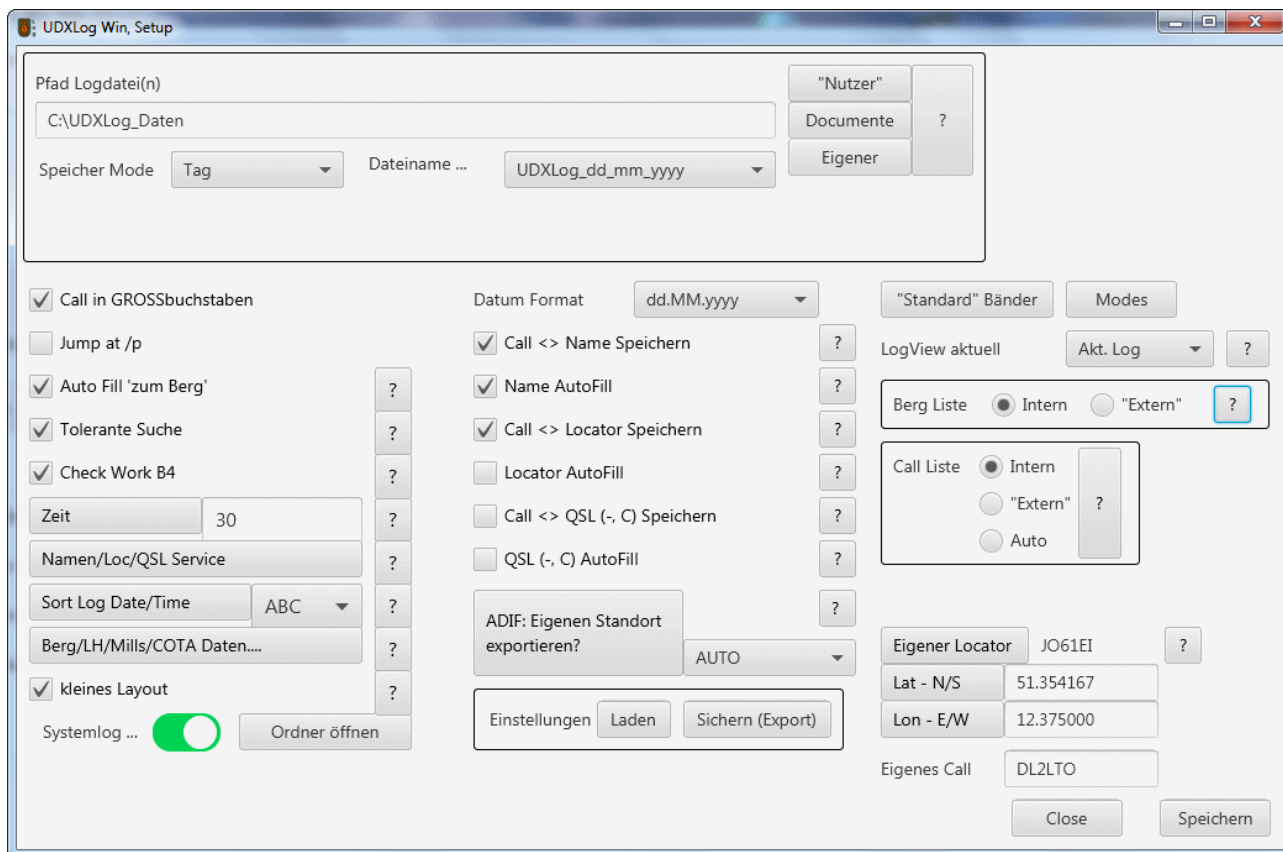 UDXLog Win, Setup
Pfad Logdatei(n)
"Nutzer"
C:\UDXLog_Daten
Documente
?
Speicher Mode
Tag
Dateiname ...
UDXLog_dd_mm_yyyy
Eigener
Call in GROSSbuchstaben
Datum Format
dd.MM.yyyy
"Standard" Bänder
Modes
Jump at /p
Call <> Name Speichern
?
LogView aktuell
Akt. Log
?
Auto Fill 'zum Berg'
?
Name AutoFill
?
Berg Liste
Intern
"Extern"
?
Tolerante Suche
?
Call <> Locator Speichern
?
Check Work B4
?
Locator AutoFill
?
Call Liste
Intern
"Extern"
Auto
?
Zeit
30
?
Call <> QSL (-, C) Speichern
?
Namen/Loc/QSL Service
?
QSL (-, C) AutoFill
?
Sort Log Date/Time
ABC
?
ADIF: Eigenen Standort
exportieren?
?
AUTO
Berg/LH/Mills/COTA Daten....
?
Eigener Locator
JO61EI
?
kleines Layout
?
Lat - N/S
51.354167
Systemlog ...
Ordner öffnen
Einstellungen
Laden
Sichern (Export)
Lon - E/W
12.375000
Eigenes Call
DL2LTO
Close
Speichern